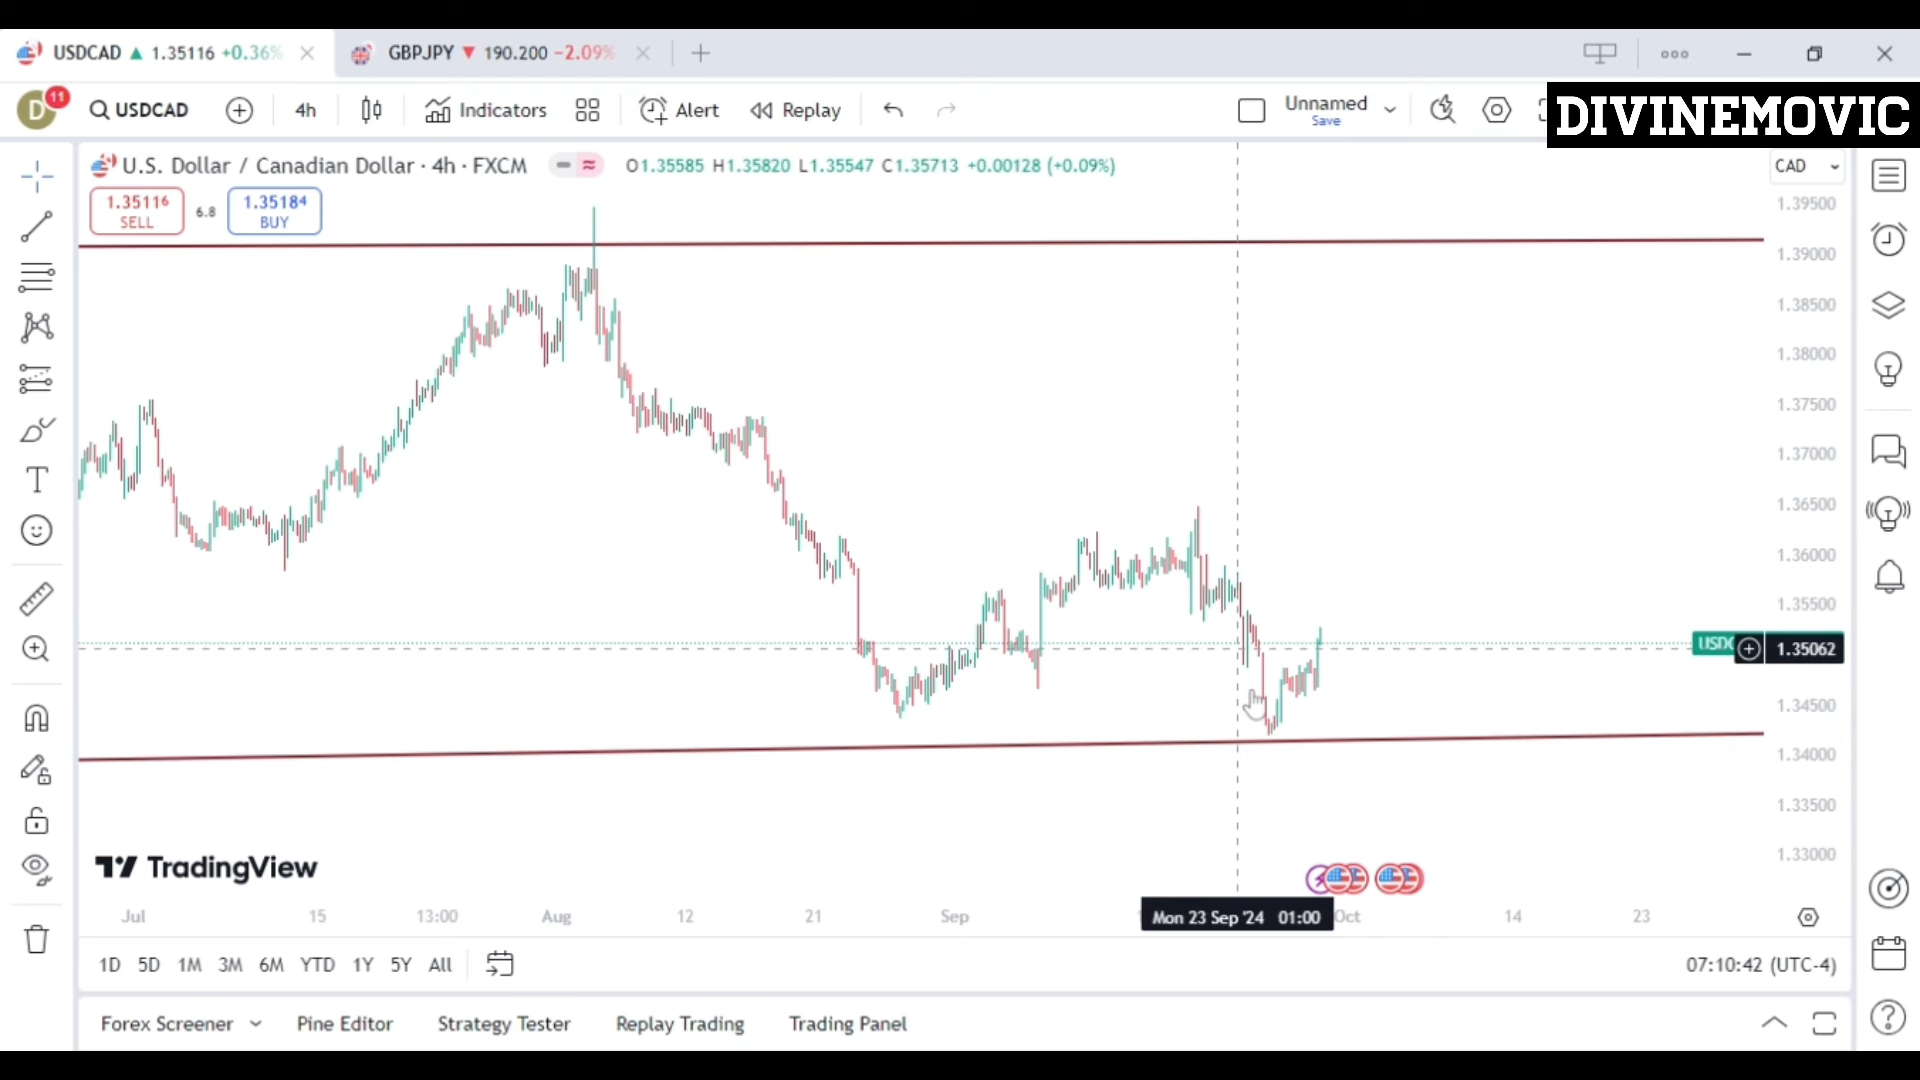 USDCAD ▲ 1.35116 +0.36%
GBPJPY ▼ 190.200 −2.09%
D 11
USDCAD
4h
Indicators
Alert
Replay
Unnamed
Save
DIVINEMOVIC
U.S. Dollar / Canadian Dollar · 4h · FXCM
O1.35585 H1.35820 L1.35547 C1.35713 +0.00128 (+0.09%)
CAD
1.35116
SELL
6.8
1.35184
BUY
1.39500
1.39000
1.38500
1.38000
1.37500
1.37000
1.36500
1.36000
1.35500
1.35062
1.34500
1.34000
1.33500
1.33000
TradingView
Jul 15 13:00 Aug 12 21 Sep Mon 23 Sep '24 01:00 Oct 14 23
1D 5D 1M 3M 6M YTD 1Y 5Y All
07:10:42 (UTC-4)
Forex Screener Pine Editor Strategy Tester Replay Trading Trading Panel